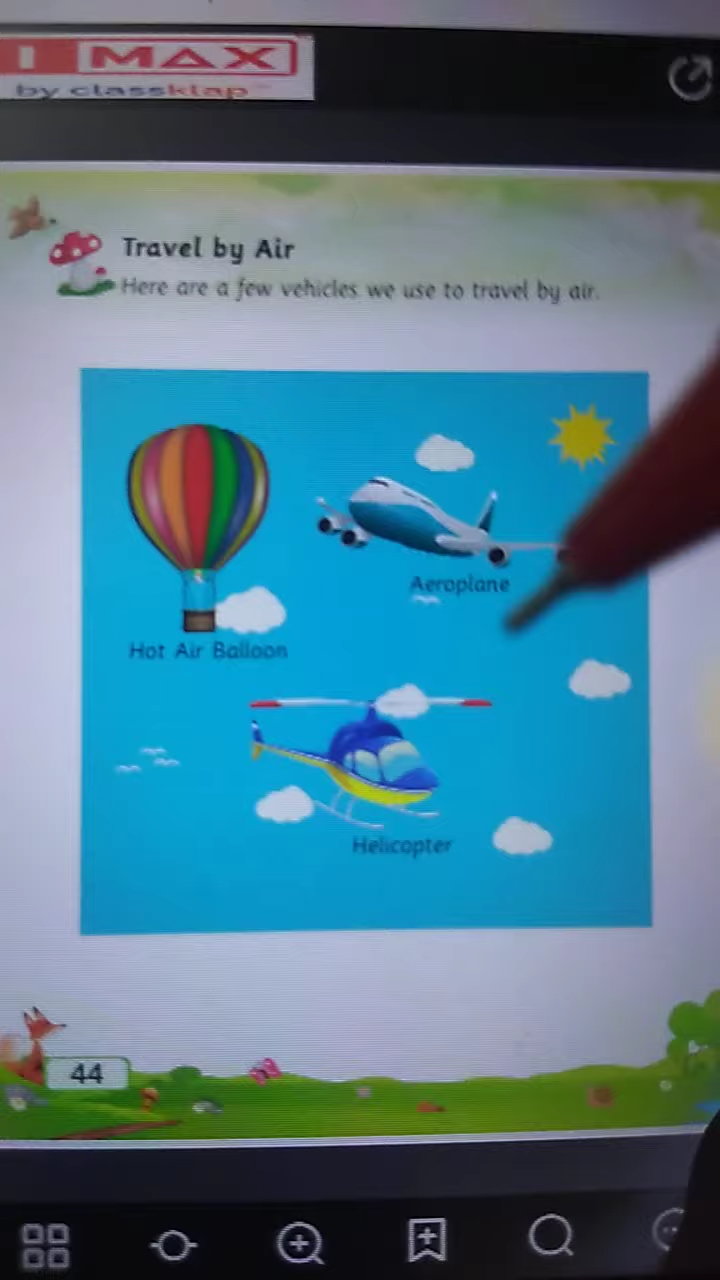 I MAX
by classklap
Travel by Air
Here are a few vehicles we use to travel by air.
Aeroplane
Hot Air Balloon
Helicopter
44